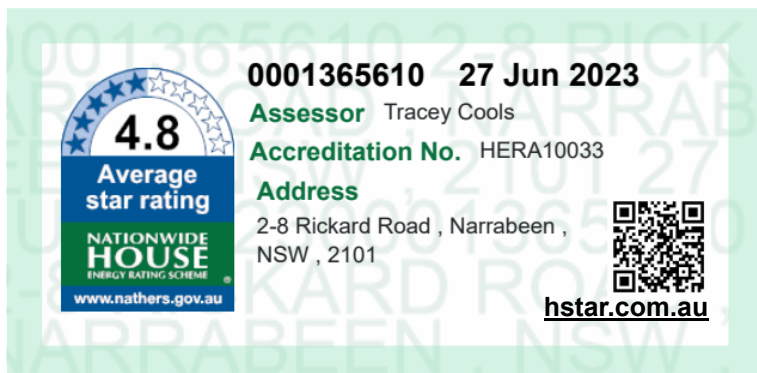 0001365610 27 Jun 2023
Assessor Tracey Cools
Accreditation No. HERA10033
Address
2-8 Rickard Road , Narrabeen ,
NSW , 2101
hstar.com.au
4.8
Average
star rating
NATIONWIDE
HOUSE
ENERGY RATING SCHEME ®
www.nathers.gov.au